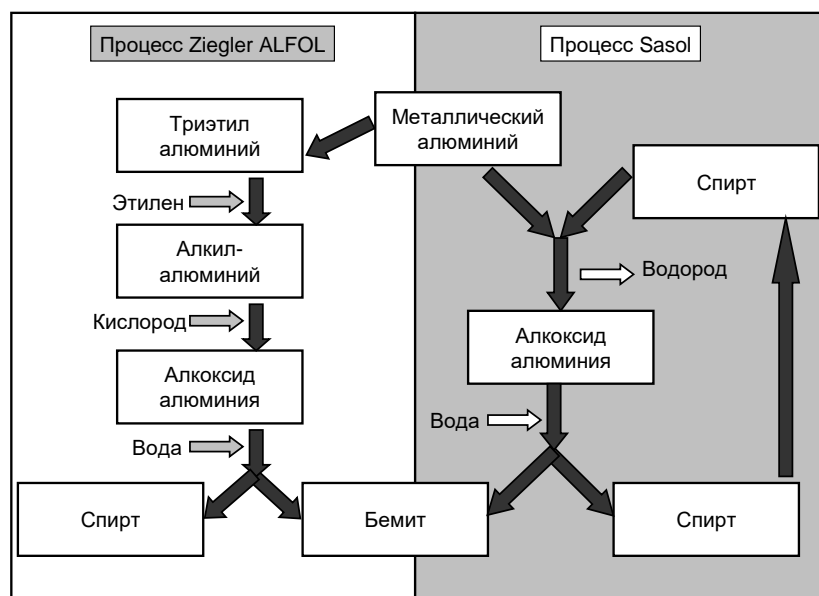 Процесс Ziegler ALFOL
Процесс Sasol
Триэтил
алюминий
Металлический
алюминий
Спирт
Этилен
Алкил-
алюминий
Водород
Кислород
Алкоксид
алюминия
Алкоксид
алюминия
Вода
Вода
Спирт
Бемит
Спирт